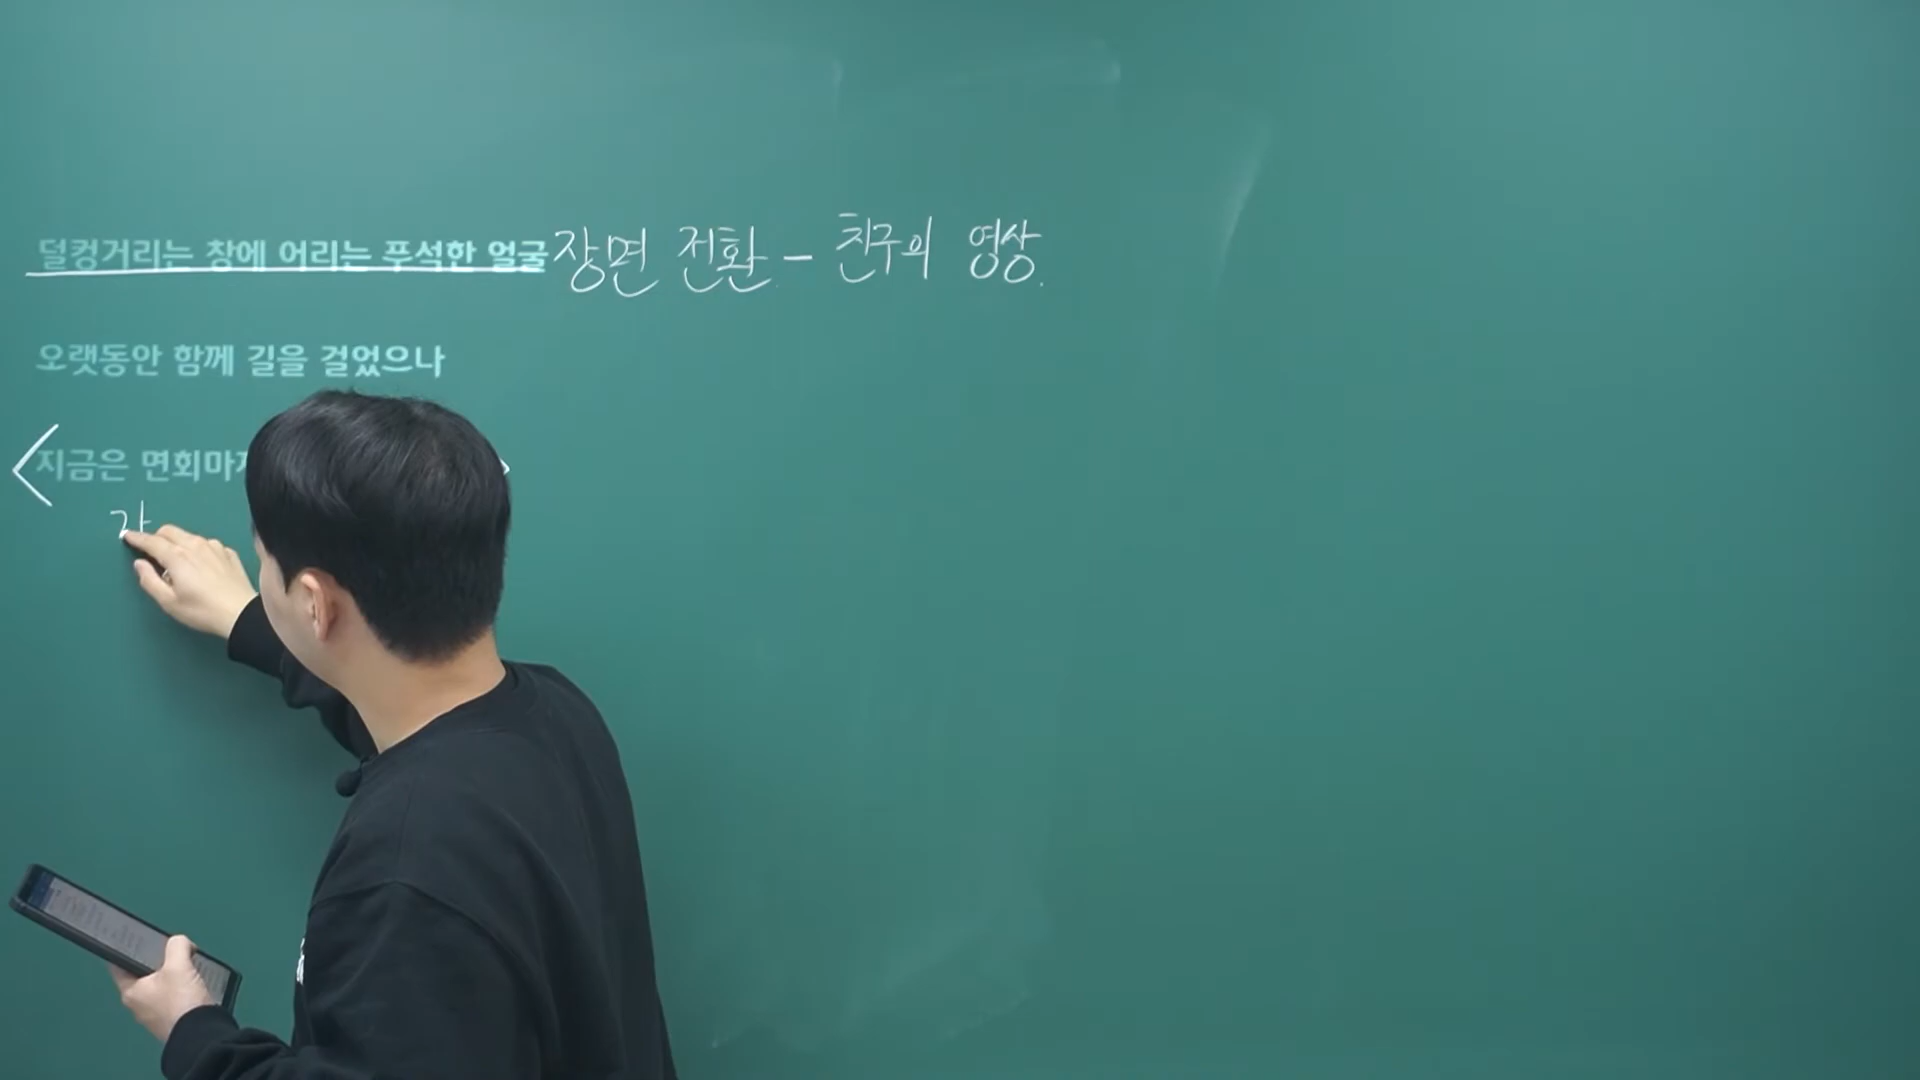 덜컹거리는 창에 어리는 푸석한 얼굴 장면 전환 - 친구의 영상.
오랫동안 함께 길을 걸었으나
지금은 면회마저